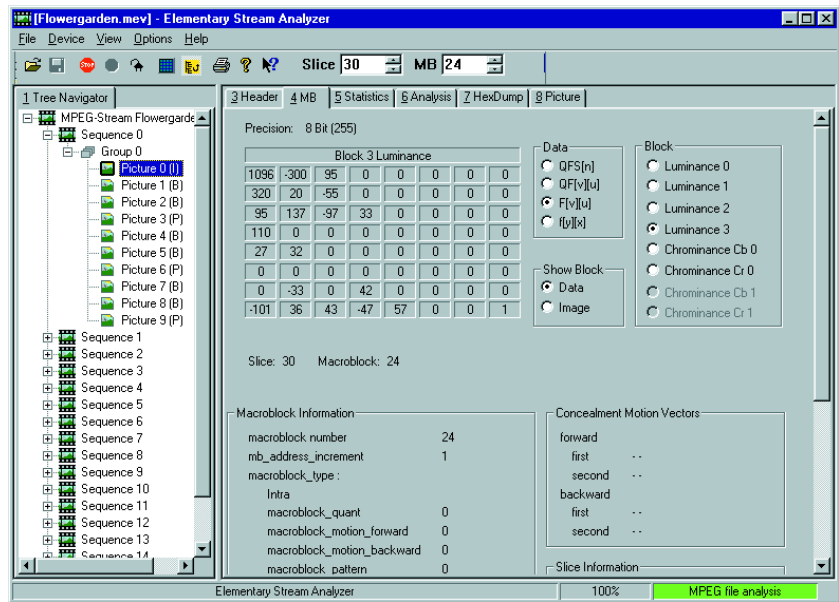 [Flowergarden.mev] - Elementary Stream Analyzer
File Device View Options Help
STOP Slice 30 MB 24
1 Tree Navigator
MPEG-Stream Flowergarde
Sequence 0
Group 0
Picture 0 (I)
Picture 1 (B)
Picture 2 (B)
Picture 3 (P)
Picture 4 (B)
Picture 5 (B)
Picture 6 (P)
Picture 7 (B)
Picture 8 (B)
Picture 9 (P)
Sequence 1
Sequence 2
Sequence 3
Sequence 4
Sequence 5
Sequence 6
Sequence 7
Sequence 8
Sequence 9
Sequence 10
Sequence 11
Sequence 12
Sequence 13
Sequence 14
3 Header 4 MB 5 Statistics 6 Analysis 7 HexDump 8 Picture
Precision: 8 Bit (255)
Block 3 Luminance
1096 -300 95 0 0 0 0 0
320 20 -55 0 0 0 0 0
95 137 -97 33 0 0 0 0
110 0 0 0 0 0 0 0
27 32 0 0 0 0 0 0
0 0 0 0 0 0 0 0
0 -33 0 42 0 0 0 0
-101 36 43 -47 57 0 0 1
Data
QFS[n]
QF[v][u]
F[v][u]
f[y][x]
Show Block
Data
Image
Block
Luminance 0
Luminance 1
Luminance 2
Luminance 3
Chrominance Cb 0
Chrominance Cr 0
Chrominance Cb 1
Chrominance Cr 1
Slice: 30 Macroblock: 24
Macroblock Information
macroblock number 24
mb_address_increment 1
macroblock_type :
Intra
macroblock_quant 0
macroblock_motion_forward 0
macroblock_motion_backward 0
macroblock_pattern 0
Concealment Motion Vectors
forward
first - -
second - -
backward
first - -
second - -
Slice Information
Elementary Stream Analyzer 100% MPEG file analysis